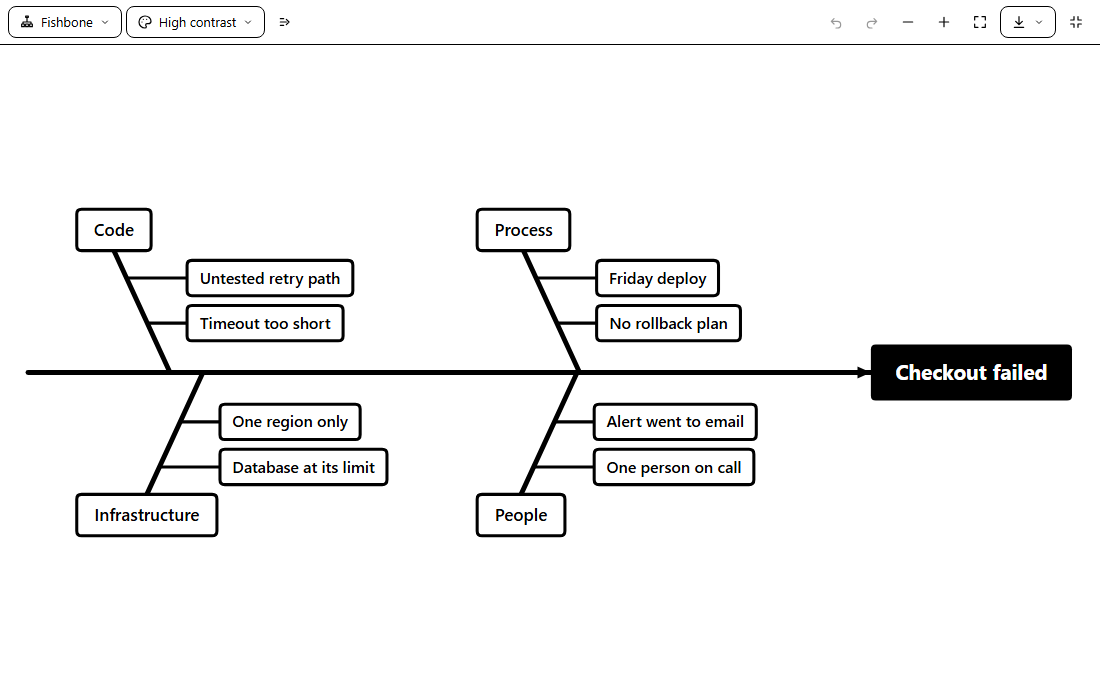 Fishbone
High contrast
Code
Process
Untested retry path
Friday deploy
Timeout too short
No rollback plan
Checkout failed
One region only
Alert went to email
Database at its limit
One person on call
Infrastructure
People